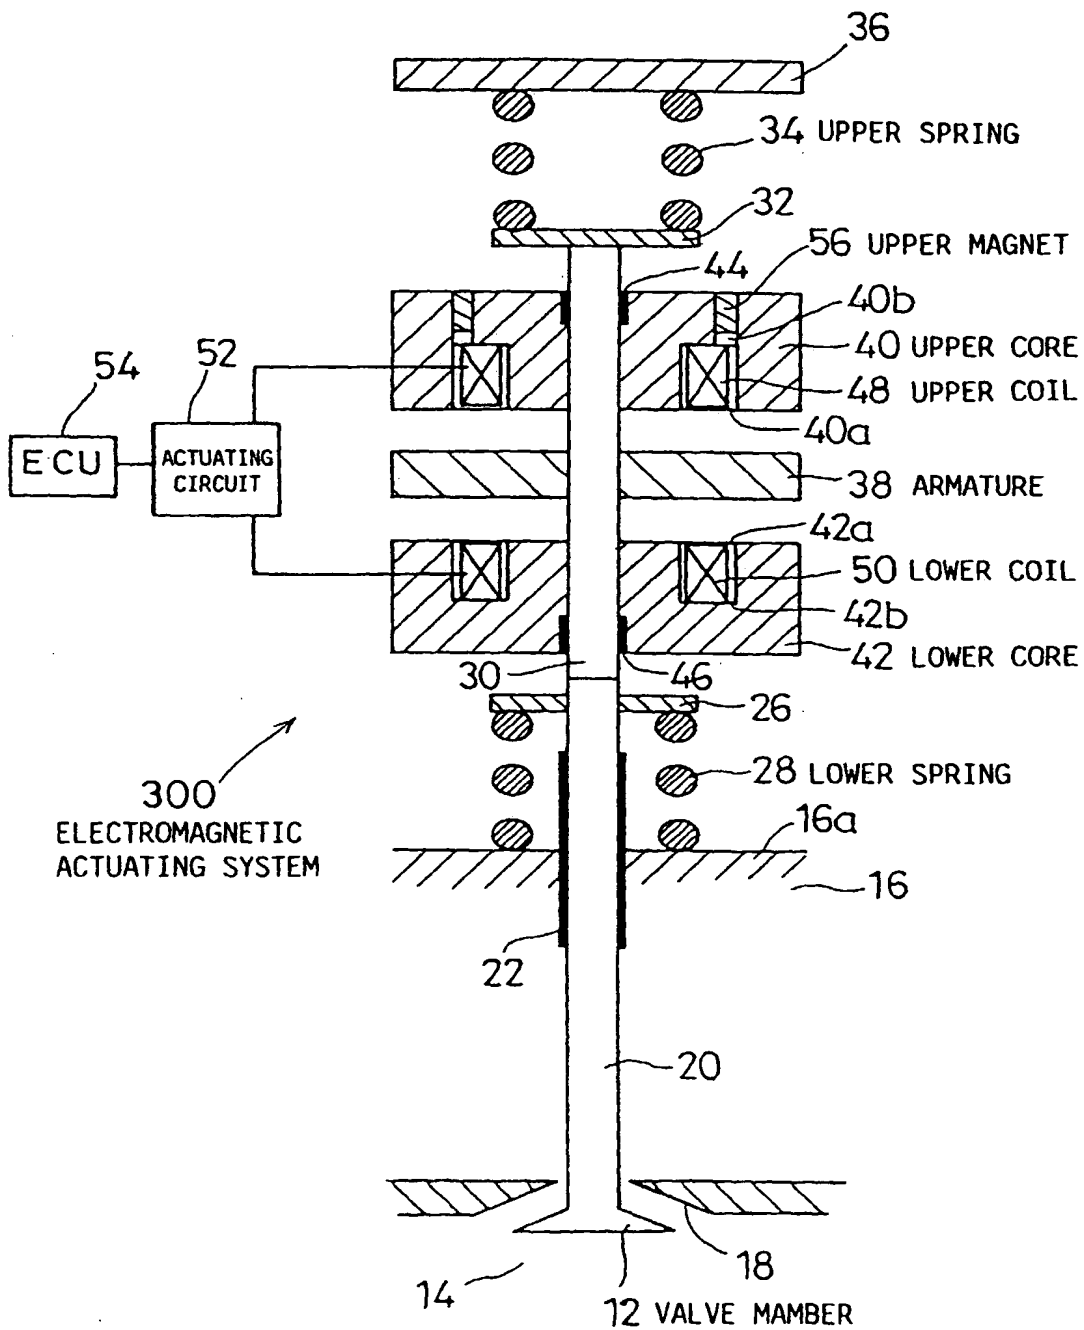 36
34 UPPER SPRING
32
56 UPPER MAGNET
44
40b
40 UPPER CORE
48 UPPER COIL
40a
54
52
ECU
ACTUATING
CIRCUIT
38 ARMATURE
42a
50 LOWER COIL
42b
42 LOWER CORE
30
46
26
28 LOWER SPRING
300
ELECTROMAGNETIC
ACTUATING SYSTEM
16a
16
22
20
18
14
12 VALVE MAMBER